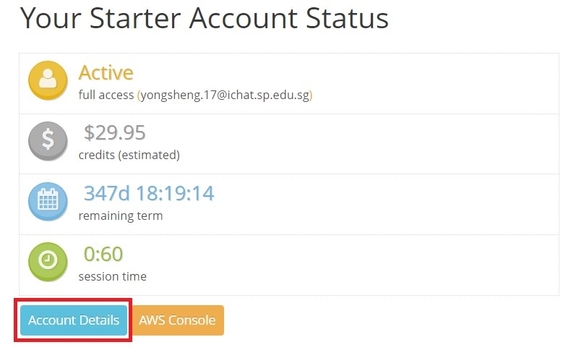 Your Starter Account Status
Active
full access (yongsheng.17@ichat.sp.edu.sg)
$
$29.95
credits (estimated)
347d 18:19:14
remaining term
0:60
session time
Account Details
AWS Console